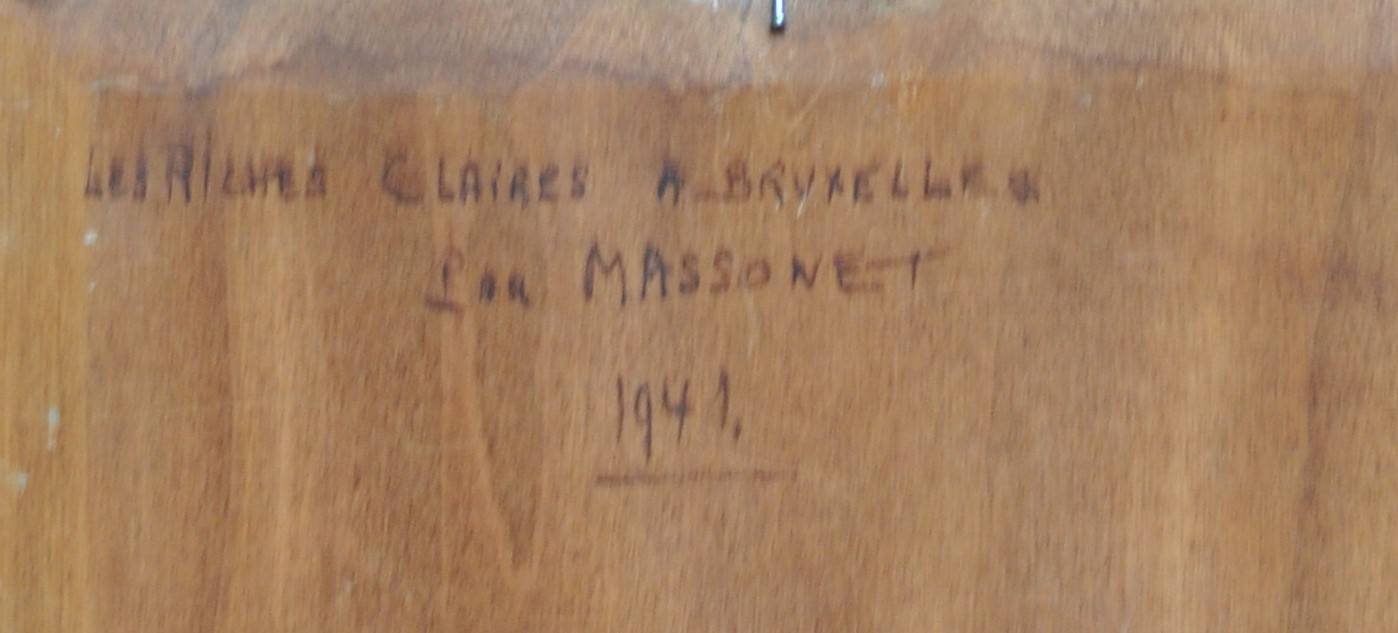 LES RICHES CLAIRES A BRUXELLES
par MASSONET
1941.